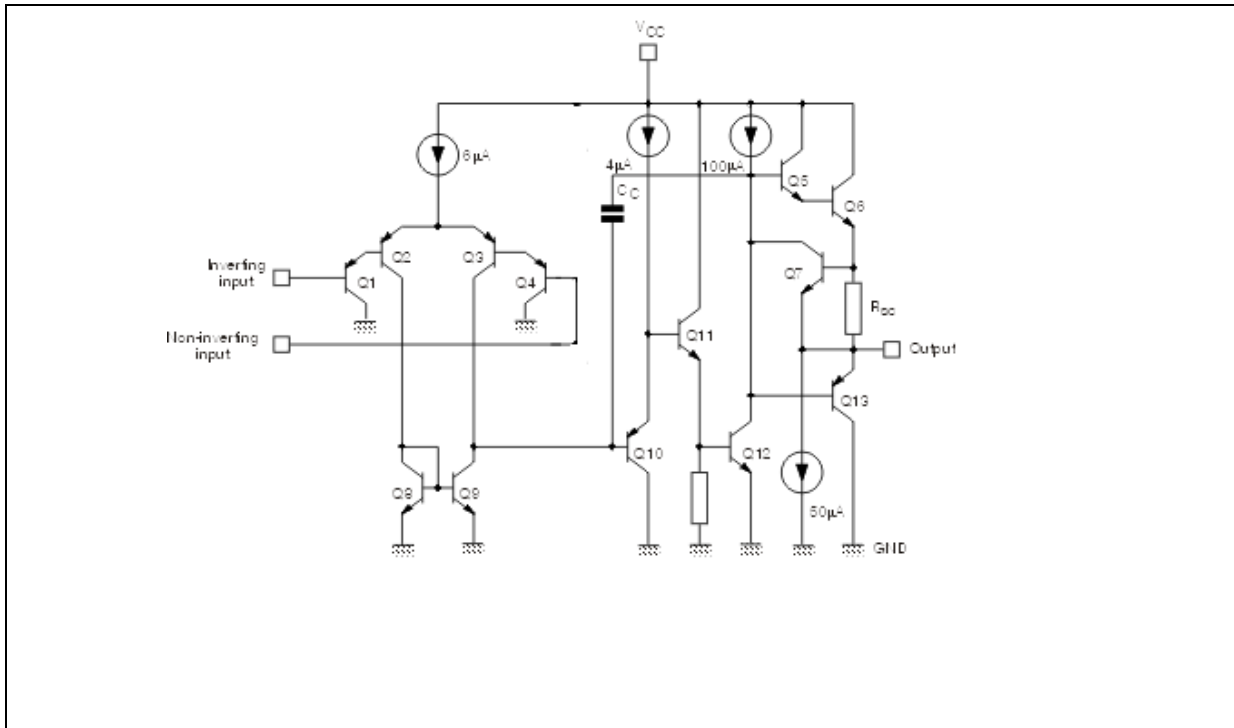 VCC
6µA
4µA
100µA
CC
Q5
Q6
Q2
Q3
Inverting
input
Q1
Q4
Q7
RSC
Non-inverting
input
Q11
Output
Q13
Q10
Q12
Q8
Q9
50µA
GND